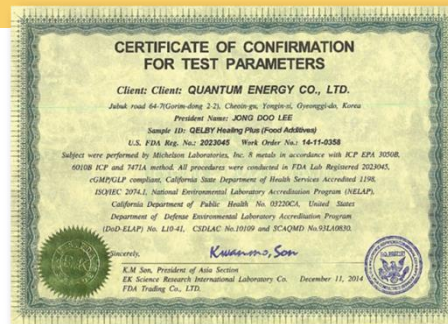 CERTIFICATE OF CONFIRMATION
FOR TEST PARAMETERS
Client: Client: QUANTUM ENERGY CO., LTD.
Jubuk road 64-7(Gorim-dong 2-2), Cheoin-gu, Yongin-si, Gyeonggi-do, Korea
President Name: JONG DOO LEE
Sample ID: QELBY Healing Plus (Food Additives)
U.S. FDA Reg. No.: 2023045 Work Order No.: 14-11-0358
Subject were performed by Michelson Laboratories, Inc. 8 metals in accordance with ICP EPA 3050B,
6010B ICP and 7471A method. All procedures were conducted in FDA Lab Registered 2023045,
cGMP/GLP compliant, California State Department of Health Services Accredited 1198,
ISO/IEC 2074.1, National Environmental Laboratory Accreditation Program (NELAP),
California Department of Public Health No. 03220CA, United States
Department of Defense Environmental Laboratory Accreditation Program
(DoD-ELAP) No. L10-41, CSDLAC No.10109 and SCAQMD No.93LA0830.
Sincerely,
Kwanmo, Son
K.M Son, President of Asia Section
EK Science Research International Laboratory Co. December 11, 2014
FDA Trading Co., LTD.